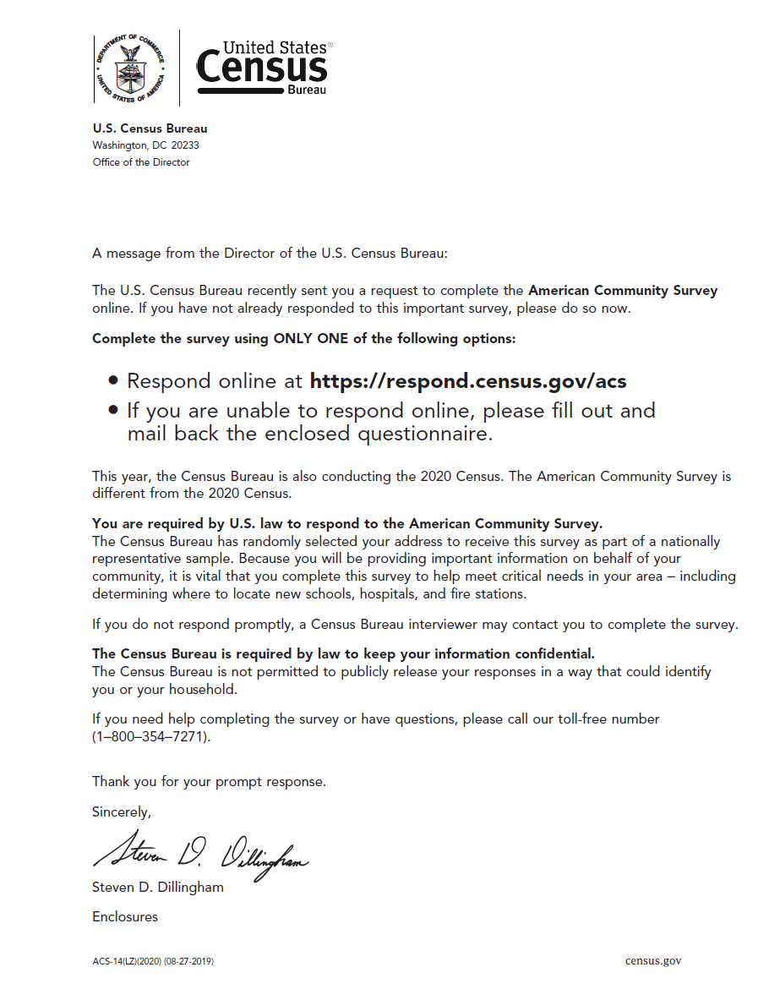 DEPARTMENT OF COMMERCE
UNITED STATES OF AMERICA
United States®
Census
Bureau
U.S. Census Bureau
Washington, DC 20233
Office of the Director
A message from the Director of the U.S. Census Bureau:
The U.S. Census Bureau recently sent you a request to complete the American Community Survey
online. If you have not already responded to this important survey, please do so now.
Complete the survey using ONLY ONE of the following options:
• Respond online at https://respond.census.gov/acs
• If you are unable to respond online, please fill out and
mail back the enclosed questionnaire.
This year, the Census Bureau is also conducting the 2020 Census. The American Community Survey is
different from the 2020 Census.
You are required by U.S. law to respond to the American Community Survey.
The Census Bureau has randomly selected your address to receive this survey as part of a nationally
representative sample. Because you will be providing important information on behalf of your
community, it is vital that you complete this survey to help meet critical needs in your area – including
determining where to locate new schools, hospitals, and fire stations.
If you do not respond promptly, a Census Bureau interviewer may contact you to complete the survey.
The Census Bureau is required by law to keep your information confidential.
The Census Bureau is not permitted to publicly release your responses in a way that could identify
you or your household.
If you need help completing the survey or have questions, please call our toll-free number
(1–800–354–7271).
Thank you for your prompt response.
Sincerely,
Steven D. Dillingham
Steven D. Dillingham
Enclosures
ACS-14(LZ)(2020) (08-27-2019)
census.gov